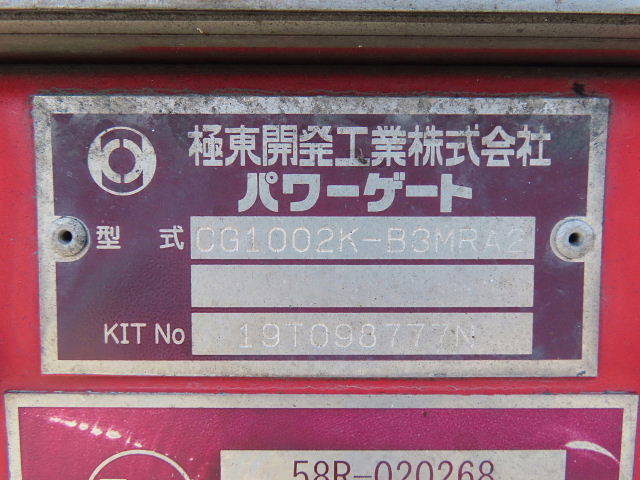 極東開発工業株式会社
パワーゲート
型 式 CG1002K-B3MRA2
KIT No 19T098777N
58R-020268